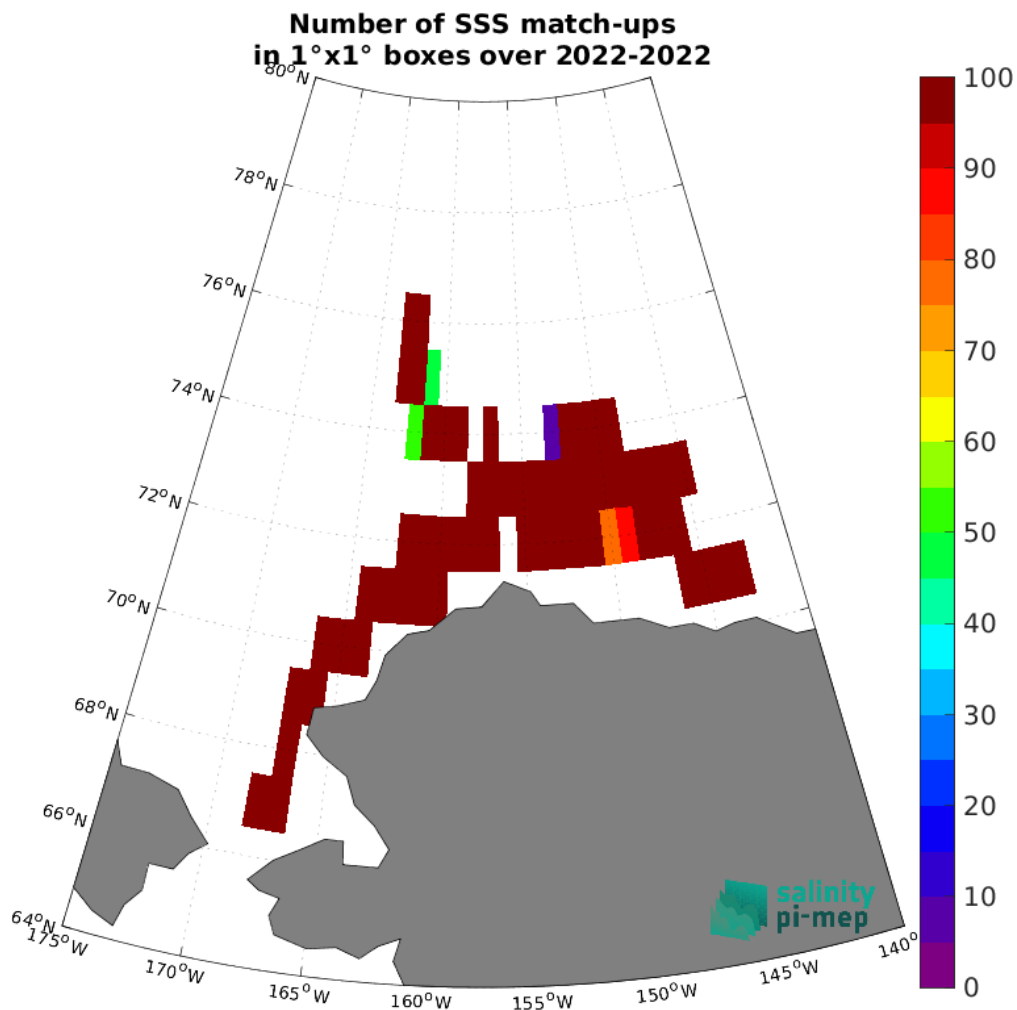 Number of SSS match-ups
in 1°x1° boxes over 2022-2022
80°N
78°N
76°N
74°N
72°N
70°N
68°N
66°N
64°N
175°W
170°W
165°W
160°W
155°W
150°W
145°W
140°
100
90
80
70
60
50
40
30
20
10
0
salinity
pi-mep